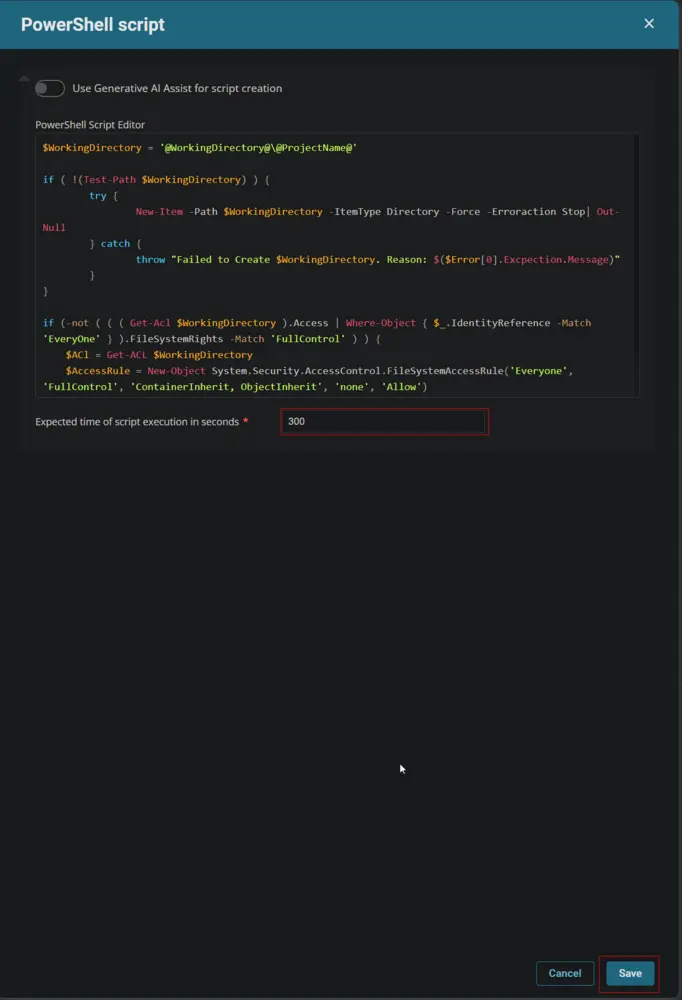 PowerShell script
Use Generative AI Assist for script creation
PowerShell Script Editor
$WorkingDirectory = '@WorkingDirectory@\@ProjectName@'
if ( !(Test-Path $WorkingDirectory) ) {
try {
New-Item -Path $WorkingDirectory -ItemType Directory -Force -Erroraction Stop| Out-
Null
} catch {
throw "Failed to Create $WorkingDirectory. Reason: $($Error[0].Excpection.Message)"
}
}
if (-not ( ( ( Get-Acl $WorkingDirectory ).Access | Where-Object { $_.IdentityReference -Match
'EveryOne' } ).FileSystemRights -Match 'FullControl' ) ) {
$ACl = Get-ACL $WorkingDirectory
$AccessRule = New-Object System.Security.AccessControl.FileSystemAccessRule('Everyone',
'FullControl', 'ContainerInherit, ObjectInherit', 'none', 'Allow')
Expected time of script execution in seconds * 300
Cancel Save